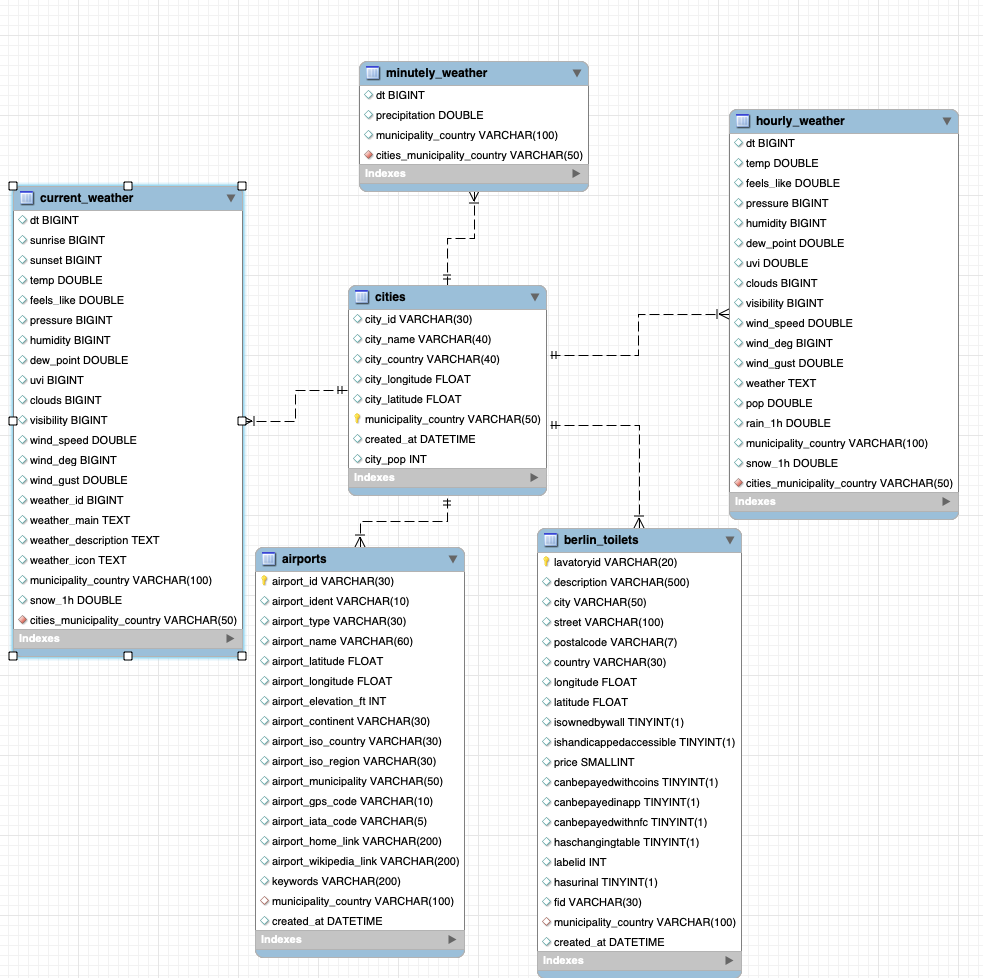 minutely_weather
dt BIGINT
precipitation DOUBLE
municipality_country VARCHAR(100)
cities_municipality_country VARCHAR(50)
Indexes
hourly_weather
dt BIGINT
temp DOUBLE
feels_like DOUBLE
pressure BIGINT
humidity BIGINT
dew_point DOUBLE
uvi DOUBLE
clouds BIGINT
visibility BIGINT
wind_speed DOUBLE
wind_deg BIGINT
wind_gust DOUBLE
weather TEXT
pop DOUBLE
rain_1h DOUBLE
municipality_country VARCHAR(100)
snow_1h DOUBLE
cities_municipality_country VARCHAR(50)
Indexes
current_weather
dt BIGINT
sunrise BIGINT
sunset BIGINT
temp DOUBLE
feels_like DOUBLE
pressure BIGINT
humidity BIGINT
dew_point DOUBLE
uvi BIGINT
clouds BIGINT
visibility BIGINT
wind_speed DOUBLE
wind_deg BIGINT
wind_gust DOUBLE
weather_id BIGINT
weather_main TEXT
weather_description TEXT
weather_icon TEXT
municipality_country VARCHAR(100)
snow_1h DOUBLE
cities_municipality_country VARCHAR(50)
Indexes
cities
city_id VARCHAR(30)
city_name VARCHAR(40)
city_country VARCHAR(40)
city_longitude FLOAT
city_latitude FLOAT
municipality_country VARCHAR(50)
created_at DATETIME
city_pop INT
Indexes
airports
airport_id VARCHAR(30)
airport_ident VARCHAR(10)
airport_type VARCHAR(30)
airport_name VARCHAR(60)
airport_latitude FLOAT
airport_longitude FLOAT
airport_elevation_ft INT
airport_continent VARCHAR(30)
airport_iso_country VARCHAR(30)
airport_iso_region VARCHAR(30)
airport_municipality VARCHAR(50)
airport_gps_code VARCHAR(10)
airport_iata_code VARCHAR(5)
airport_home_link VARCHAR(200)
airport_wikipedia_link VARCHAR(200)
keywords VARCHAR(200)
municipality_country VARCHAR(100)
created_at DATETIME
Indexes
berlin_toilets
lavatoryid VARCHAR(20)
description VARCHAR(500)
city VARCHAR(50)
street VARCHAR(100)
postalcode VARCHAR(7)
country VARCHAR(30)
longitude FLOAT
latitude FLOAT
isownedbywall TINYINT(1)
ishandicappedaccessible TINYINT(1)
price SMALLINT
canbepayedwithcoins TINYINT(1)
canbepayedinapp TINYINT(1)
canbepayedwithnfc TINYINT(1)
haschangingtable TINYINT(1)
labelid INT
hasurinal TINYINT(1)
fid VARCHAR(30)
municipality_country VARCHAR(100)
created_at DATETIME
Indexes